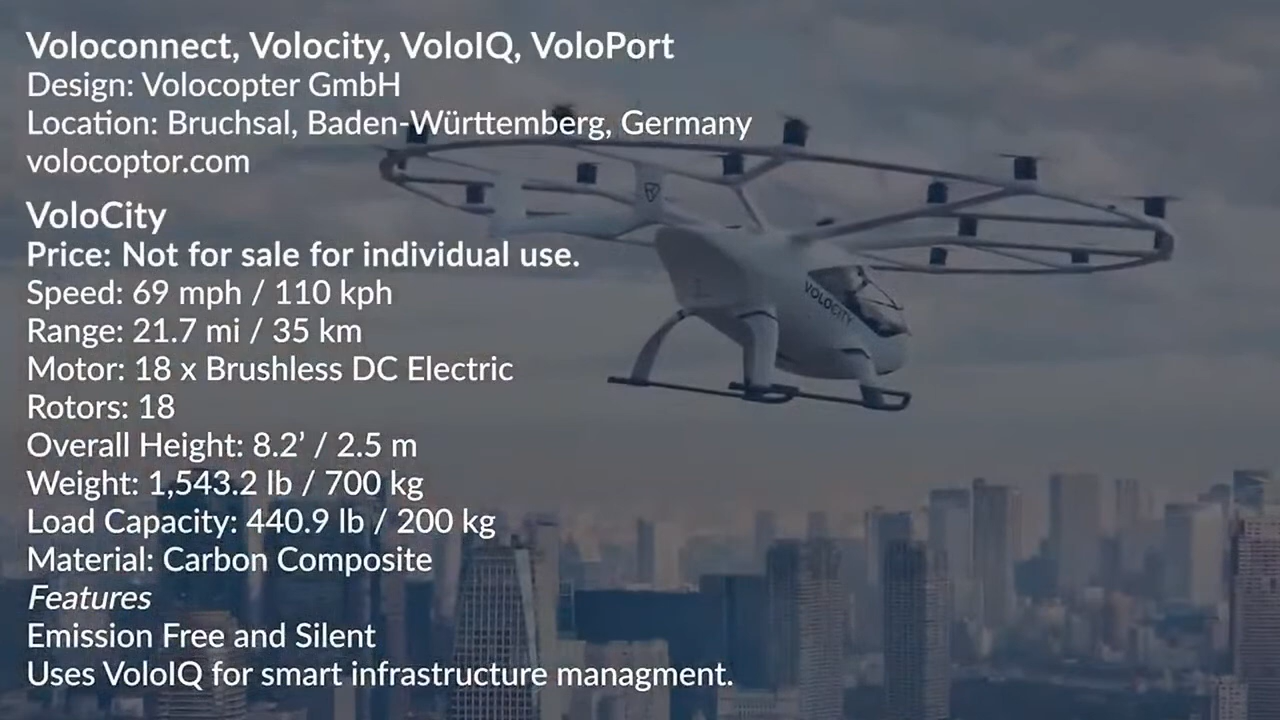 Voloconnect, Volocity, VoloIQ, VoloPort
Design: Volocopter GmbH
Location: Bruchsal, Baden-Württemberg, Germany
volocoptor.com
VoloCity
Price: Not for sale for individual use.
Speed: 69 mph / 110 kph
Range: 21.7 mi / 35 km
Motor: 18 x Brushless DC Electric
Rotors: 18
Overall Height: 8.2’ / 2.5 m
Weight: 1,543.2 lb / 700 kg
Load Capacity: 440.9 lb / 200 kg
Material: Carbon Composite
Features
Emission Free and Silent
Uses VoloIQ for smart infrastructure managment.
VOLOCITY